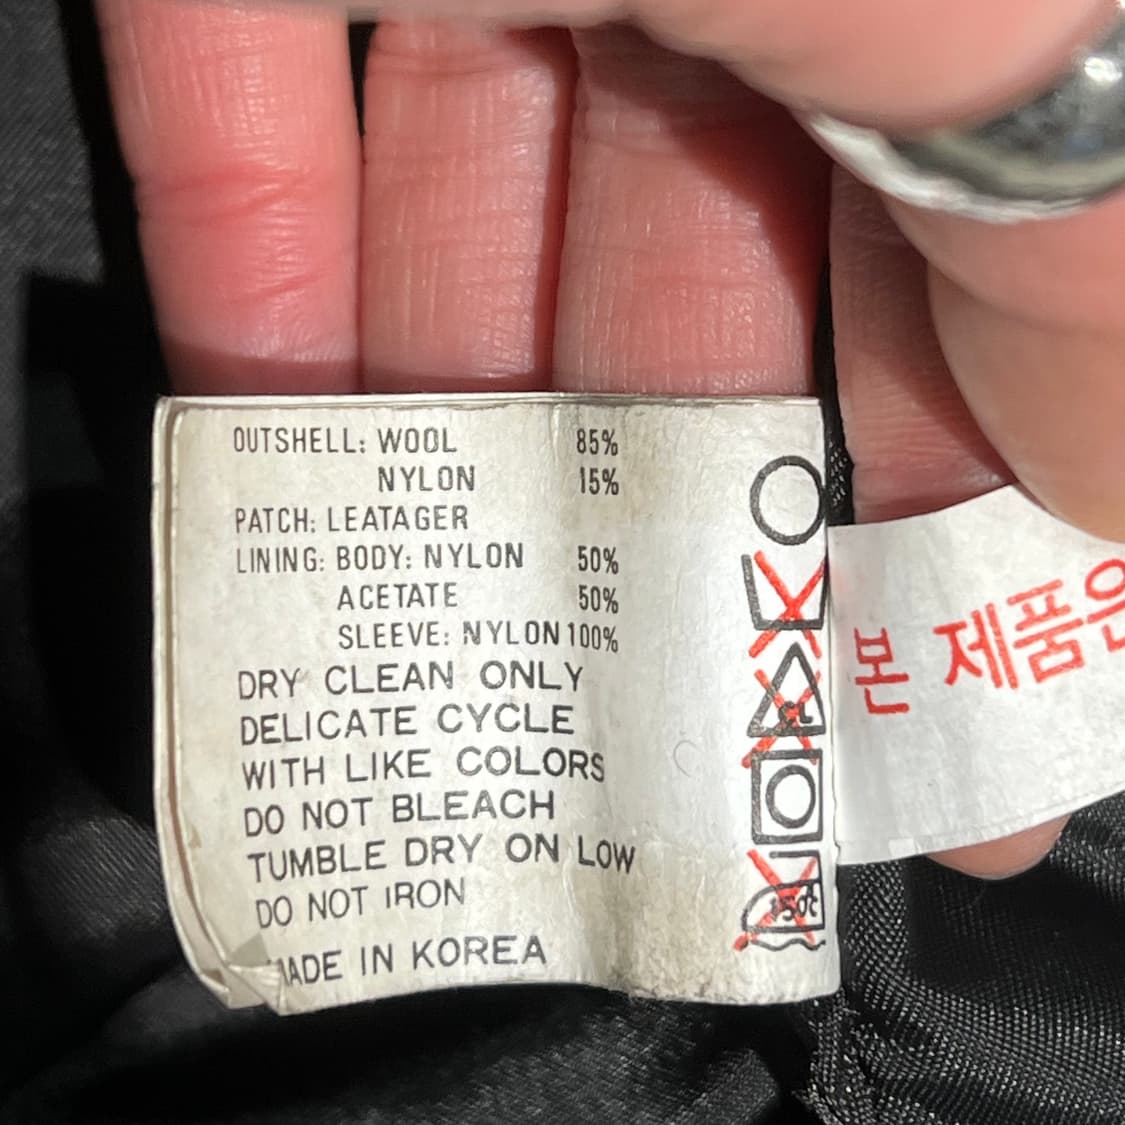 OUTSHELL: WOOL 85%
NYLON 15%
PATCH: LEATAGER
LINING: BODY: NYLON 50%
ACETATE 50%
SLEEVE: NYLON 100%
DRY CLEAN ONLY
DELICATE CYCLE
WITH LIKE COLORS
DO NOT BLEACH
TUMBLE DRY ON LOW
DO NOT IRON
MADE IN KOREA
본 제품은